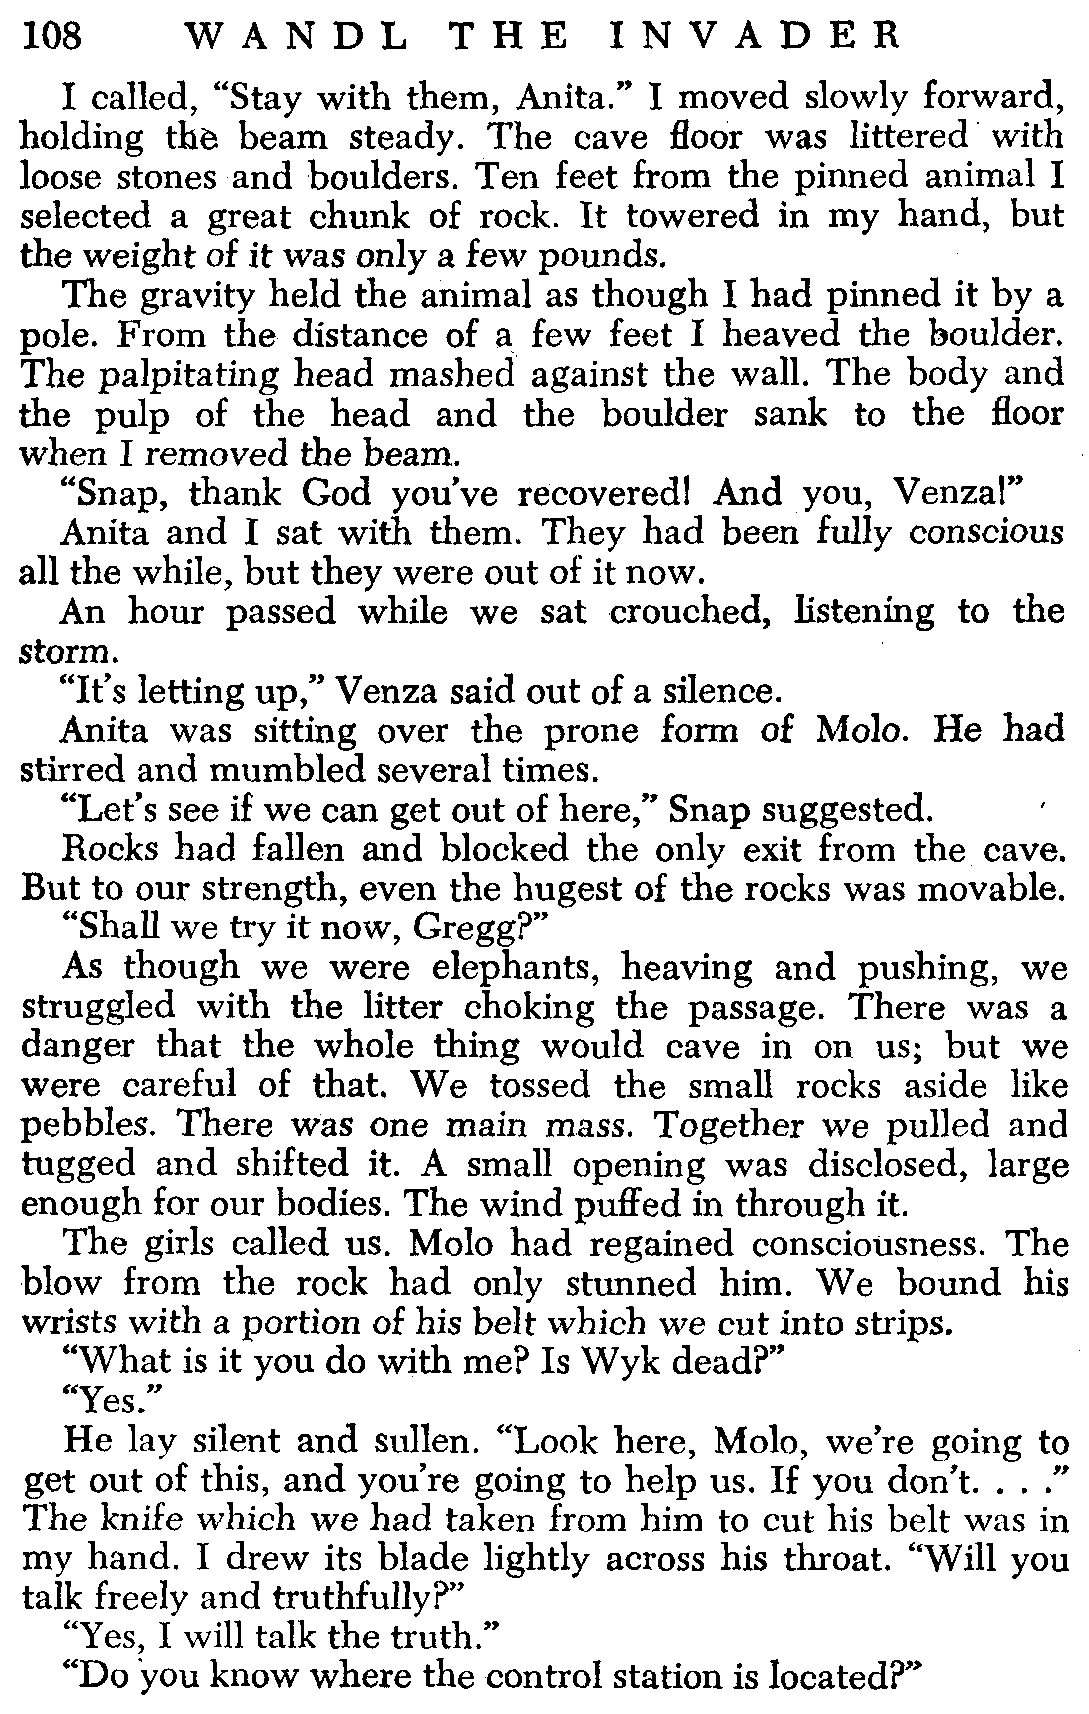 108 WANDL THE INVADER
I called, “Stay with them, Anita.” I moved slowly forward,
holding the beam steady. The cave floor was littered with
loose stones and boulders. Ten feet from the pinned animal I
selected a great chunk of rock. It towered in my hand, but
the weight of it was only a few pounds.
The gravity held the animal as though I had pinned it by a
pole. From the distance of a few feet I heaved the boulder.
The palpitating head mashed against the wall. The body and
the pulp of the head and the boulder sank to the floor
when I removed the beam.
“Snap, thank God you’ve recovered! And you, Venza!”
Anita and I sat with them. They had been fully conscious
all the while, but they were out of it now.
An hour passed while we sat crouched, listening to the
storm.
“It’s letting up,” Venza said out of a silence.
Anita was sitting over the prone form of Molo. He had
stirred and mumbled several times.
“Let’s see if we can get out of here,” Snap suggested.
Rocks had fallen and blocked the only exit from the cave.
But to our strength, even the hugest of the rocks was movable.
“Shall we try it now, Gregg?”
As though we were elephants, heaving and pushing, we
struggled with the litter choking the passage. There was a
danger that the whole thing would cave in on us; but we
were careful of that. We tossed the small rocks aside like
pebbles. There was one main mass. Together we pulled and
tugged and shifted it. A small opening was disclosed, large
enough for our bodies. The wind puffed in through it.
The girls called us. Molo had regained consciousness. The
blow from the rock had only stunned him. We bound his
wrists with a portion of his belt which we cut into strips.
“What is it you do with me? Is Wyk dead?”
“Yes.”
He lay silent and sullen. “Look here, Molo, we’re going to
get out of this, and you’re going to help us. If you don’t. . . .”
The knife which we had taken from him to cut his belt was in
my hand. I drew its blade lightly across his throat. “Will you
talk freely and truthfully?”
“Yes, I will talk the truth.”
“Do you know where the control station is located?”